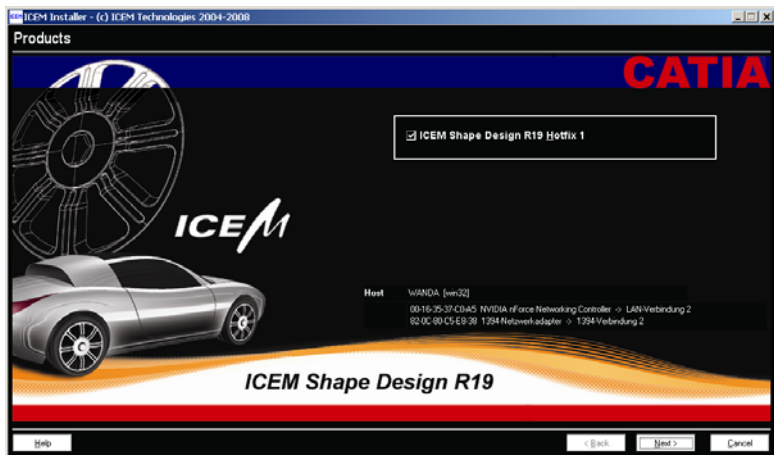 ICEM ICEM Installer - (c) ICEM Technologies 2004-2008
Products
CATIA
ICEM Shape Design R19 Hotfix 1
ICEM
Host WANDA [win32]
00-16-35-37-C0-A5 NVIDIA nForce Networking Controller -> LAN-Verbindung 2
82-0C-80-C5-E8-38 1394-Netzwerkadapter -> 1394-Verbindung 2
ICEM Shape Design R19
Help < Back Next > Cancel